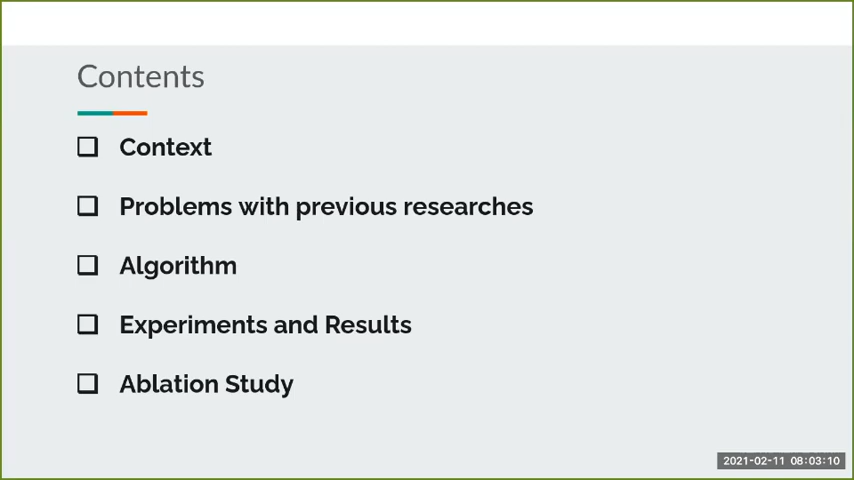 Contents
Context
Problems with previous researches
Algorithm
Experiments and Results
Ablation Study
2021-02-11 08:03:10